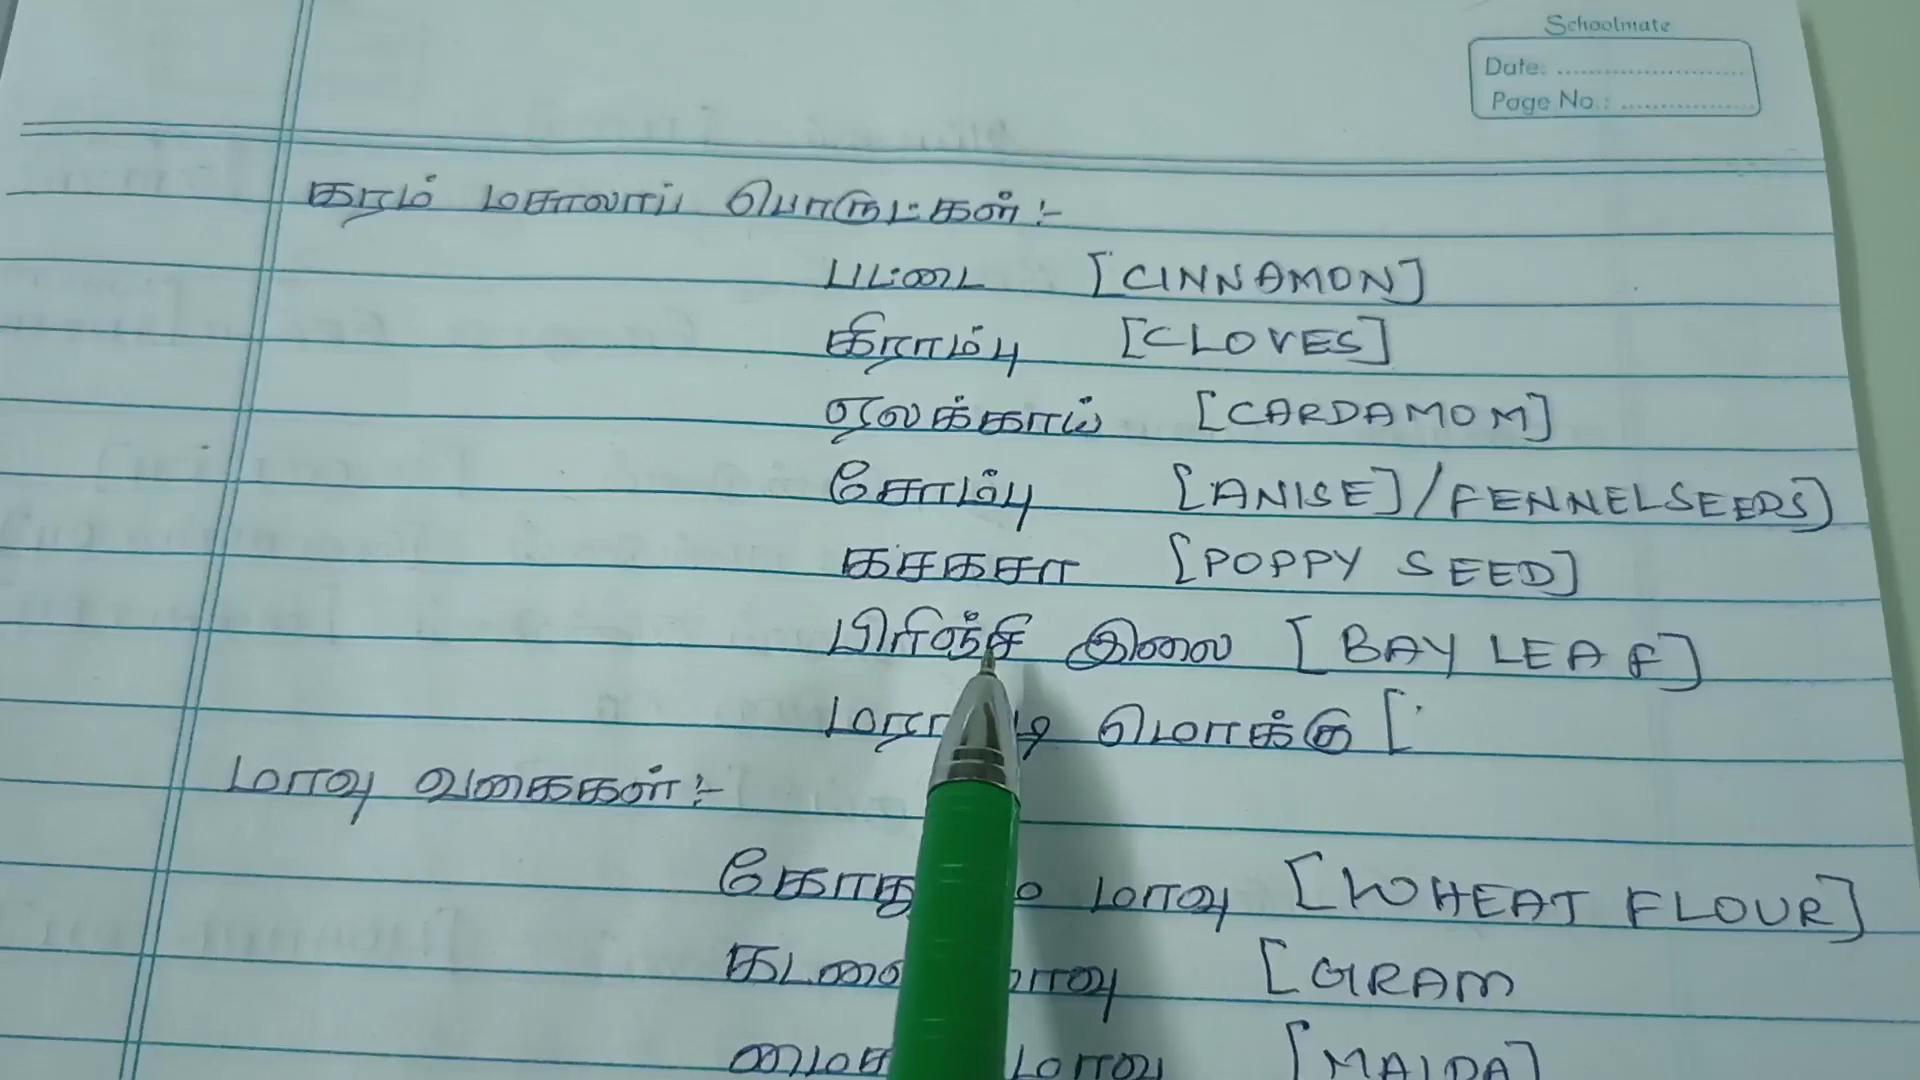 Schoolmate
Date:
Page No.:
கரம் மசாலாப் பொருட்கள் :-
பட்டை [CINNAMON]
கிராம்பு [CLOVES]
ஏலக்காய் [CARDAMOM]
சோம்பு [ANISE]/FENNELSEEDS]
கசகசா [POPPY SEED]
பிரிஞ்சி இலை [BAY LEAF]
மொக்கு [
மாவு வகைகள் :-
மாவு [WHEAT FLOUR]
[GRAM
மாவு [MAIDA]